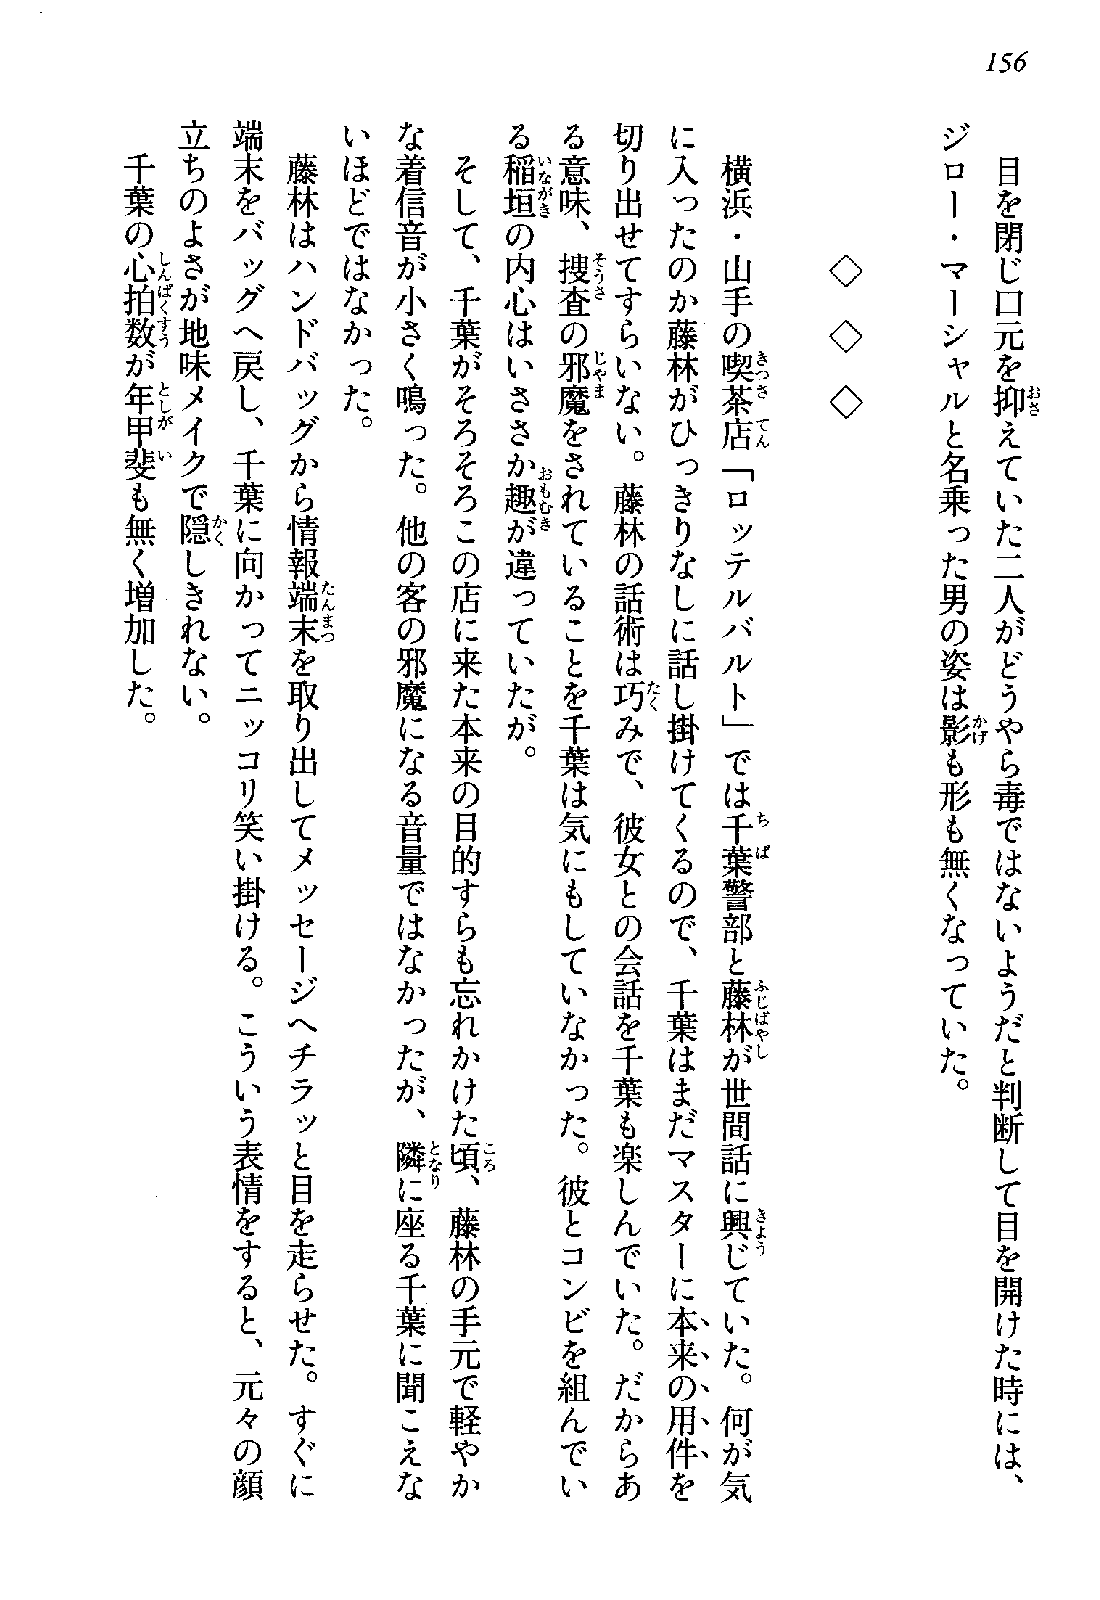 156
目を閉じ口元を抑えていた二人がどうやら毒ではないようだと判断して目を開けた時には、
ジロー・マーシャルと名乗った男の姿は影も形も無くなっていた。
◇ ◇ ◇
横浜・山手の喫茶店「ロッテルバルト」では千葉警部と藤林が世間話に興じていた。何が気
に入ったのか藤林がひっきりなしに話し掛けてくるので、千葉はまだマスターに本来の用件を
切り出せてすらいない。藤林の話術は巧みで、彼女との会話を千葉も楽しんでいた。だからあ
る意味、捜査の邪魔をされていることを千葉は気にもしていなかった。彼とコンビを組んでい
る稲垣の内心はいささか趣が違っていたが。
そして、千葉がそろそろこの店に来た本来の目的すらも忘れかけた頃、藤林の手元で軽やか
な着信音が小さく鳴った。他の客の邪魔になる音量ではなかったが、隣に座る千葉に聞こえな
いほどではなかった。
藤林はハンドバッグから情報端末を取り出してメッセージへチラッと目を走らせた。すぐに
端末をバッグへ戻し、千葉に向かってニッコリ笑い掛ける。こういう表情をすると、元々の顔
立ちのよさが地味メイクで隠しきれない。
千葉の心拍数が年甲斐も無く増加した。